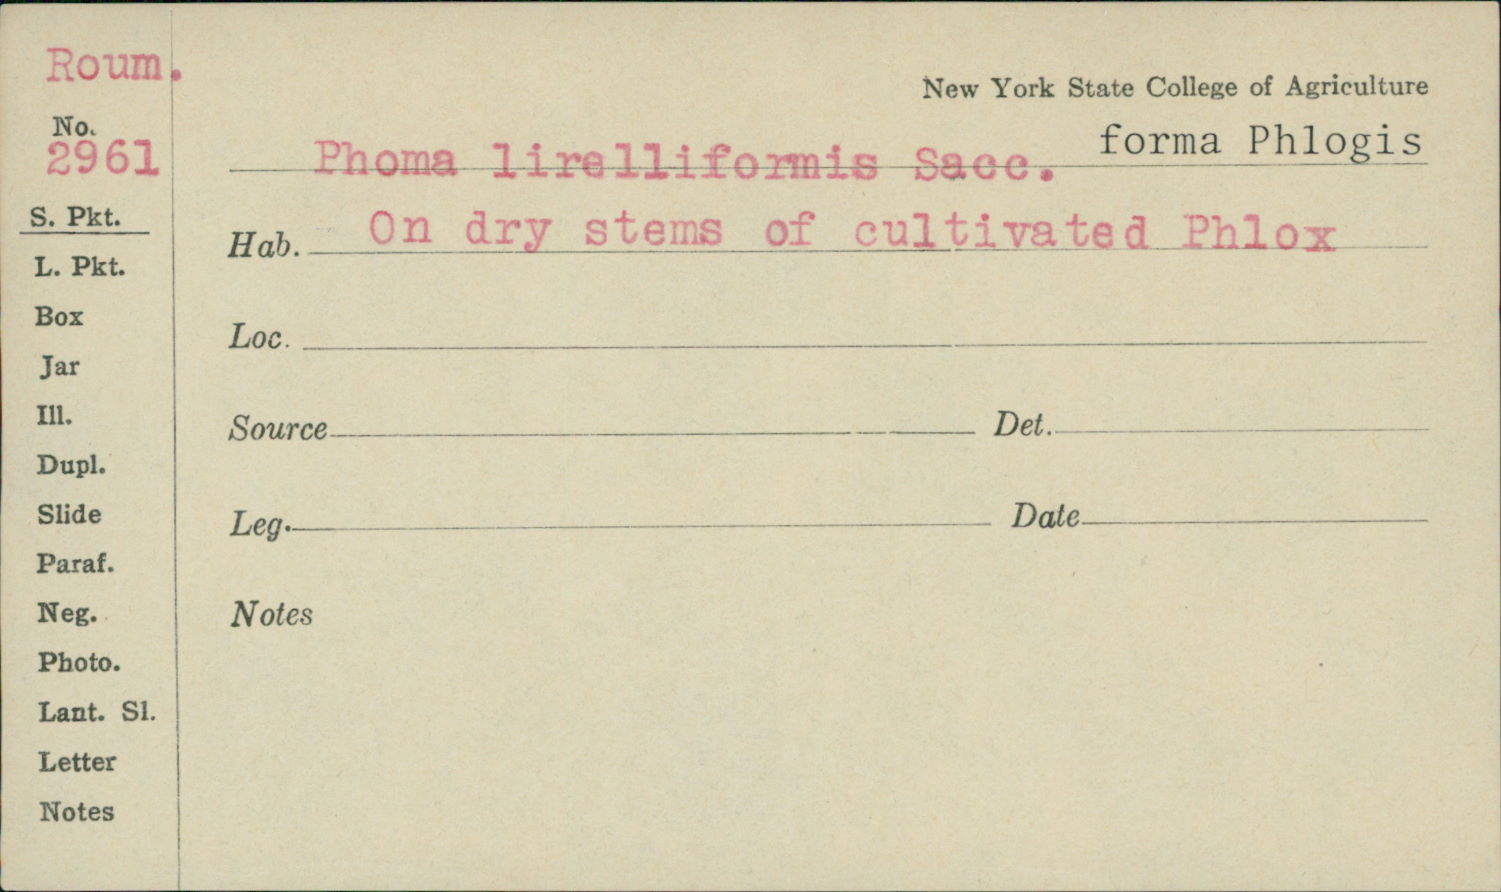 Roum.
New York State College of Agriculture
No.
2961
Phoma lirelliformis Sacc. forma Phlogis
S. Pkt.
Hab. On dry stems of cultivated Phlox
L. Pkt.
Box
Loc.
Jar
Ill.
Source Det.
Dupl.
Slide
Leg. Date
Paraf.
Neg.
Notes
Photo.
Lant. Sl.
Letter
Notes